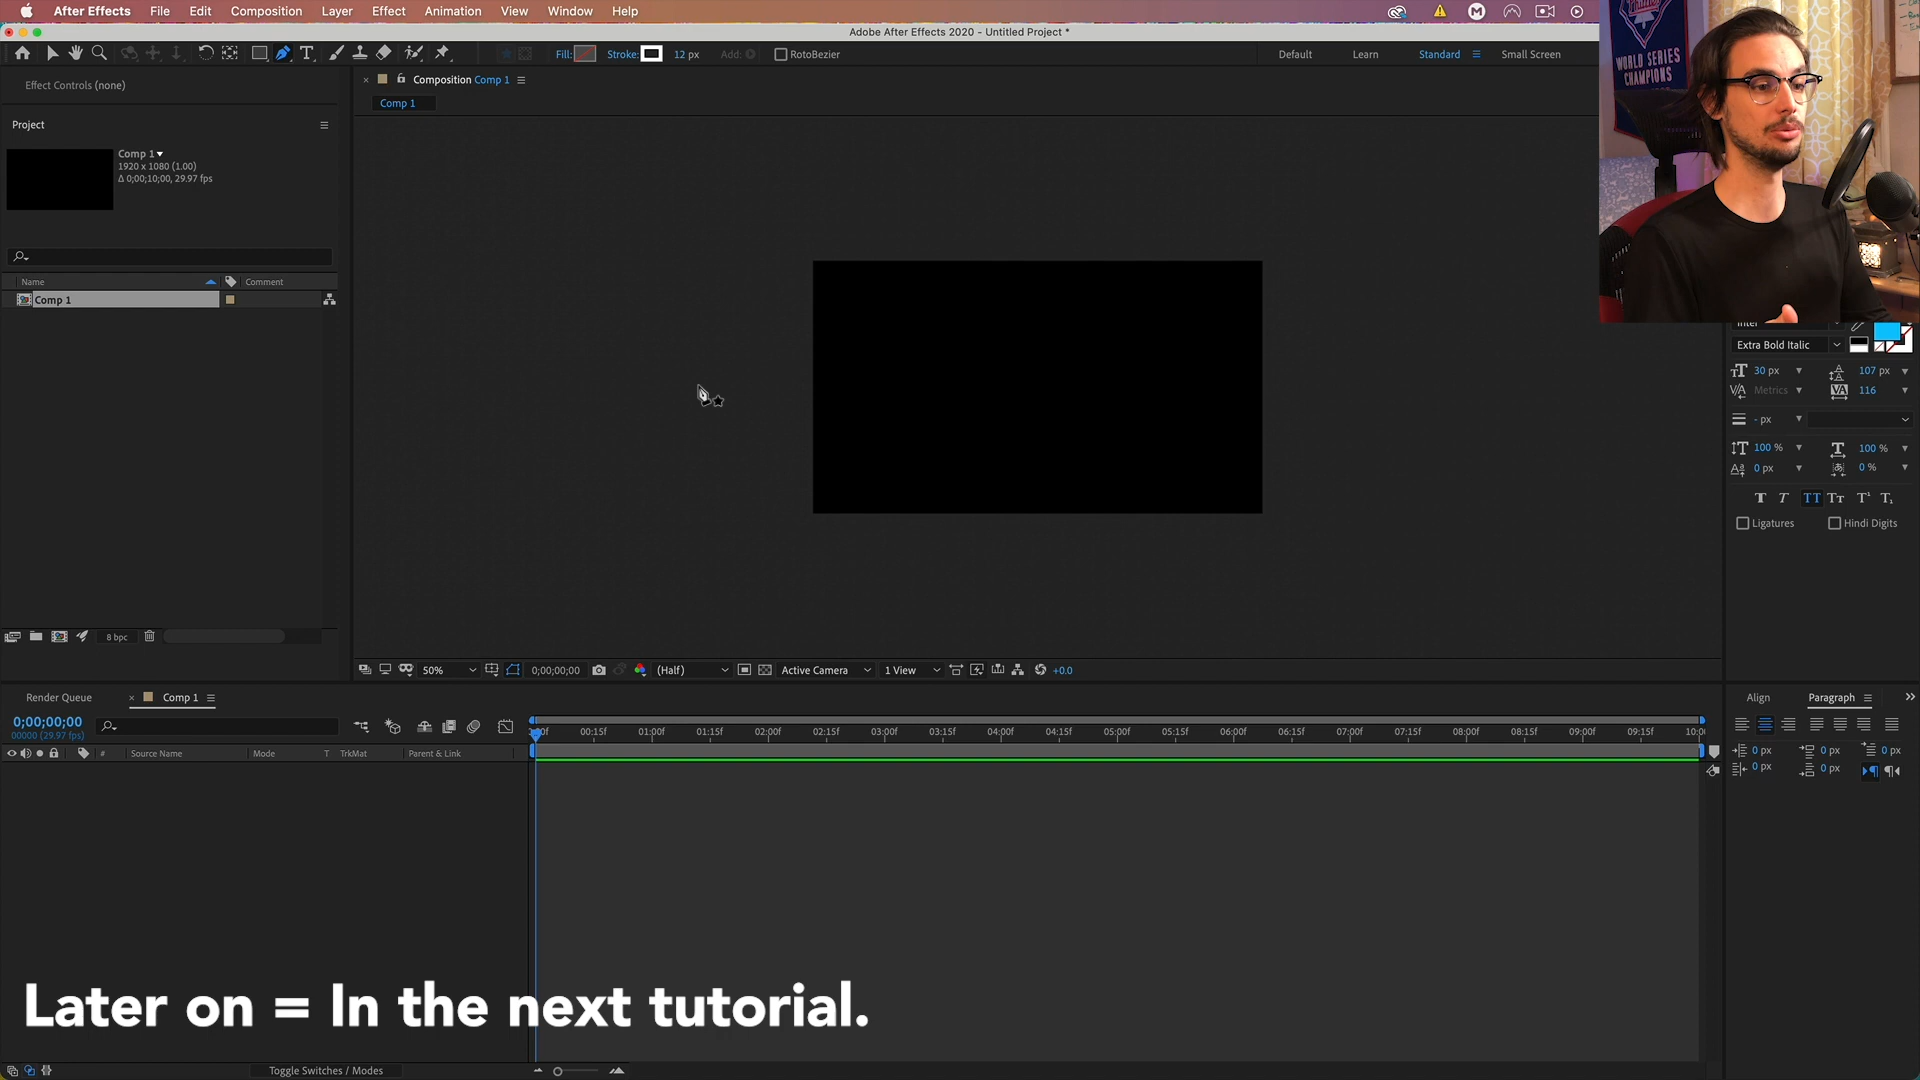 After Effects File Edit Composition Layer Effect Animation View Window Help
Adobe After Effects 2020 - Untitled Project *
Fill: Stroke: 12 px Add: RotoBezier Default Learn Standard Small Screen
Effect Controls (none)
Composition Comp 1
Comp 1
Project
Comp 1
1920 x 1080 (1.00)
Δ 0;00;10;00, 29.97 fps
Name Comment
Comp 1
WORLD SERIES
CHAMPIONS
Extra Bold Italic
30 px 107 px
Metrics 116
- px
100 % 100 %
0 px 0 %
T T TT Tт T¹ T₁
Ligatures Hindi Digits
8 bpc
50% 0;00;00;00 (Half) Active Camera 1 View +0.0
Render Queue Comp 1
0;00;00;00
00000 (29.97 fps)
# Source Name Mode T TrkMat Parent & Link
00:15f 01:00f 01:15f 02:00f 02:15f 03:00f 03:15f 04:00f 04:15f 05:00f 05:15f 06:00f 06:15f 07:00f 07:15f 08:00f 08:15f 09:00f 09:15f
Align Paragraph
0 px 0 px 0 px
0 px 0 px
Later on = In the next tutorial.
Toggle Switches / Modes